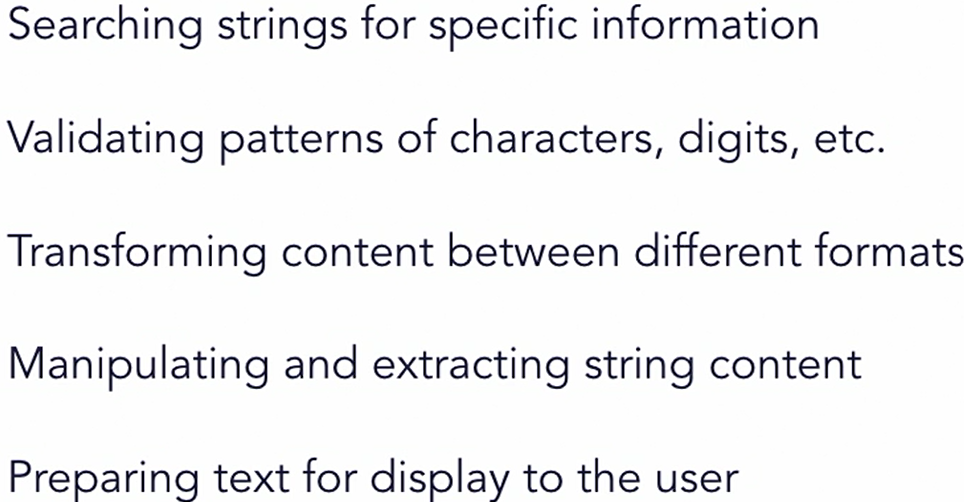 Searching strings for specific information
Validating patterns of characters, digits, etc.
Transforming content between different formats
Manipulating and extracting string content
Preparing text for display to the user